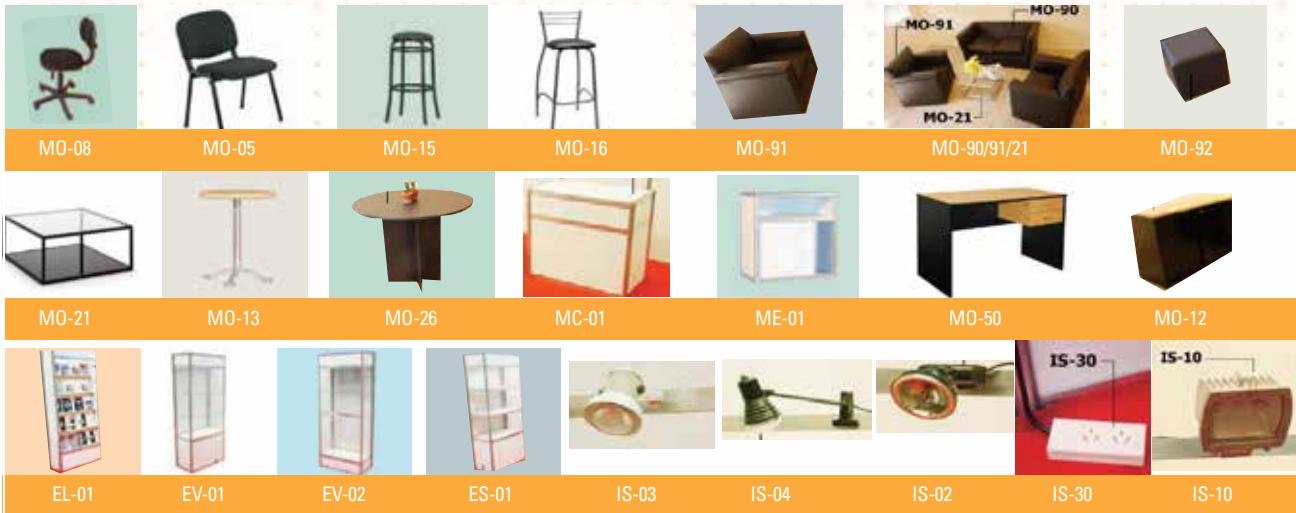 MO-91
MO-90
MO-21
MO-08 MO-05 MO-15 MO-16 MO-91 MO-90/91/21 MO-92
MO-21 MO-13 MO-26 MC-01 ME-01 MO-50 MO-12
IS-30
IS-10
EL-01 EV-01 EV-02 ES-01 IS-03 IS-04 IS-02 IS-30 IS-10